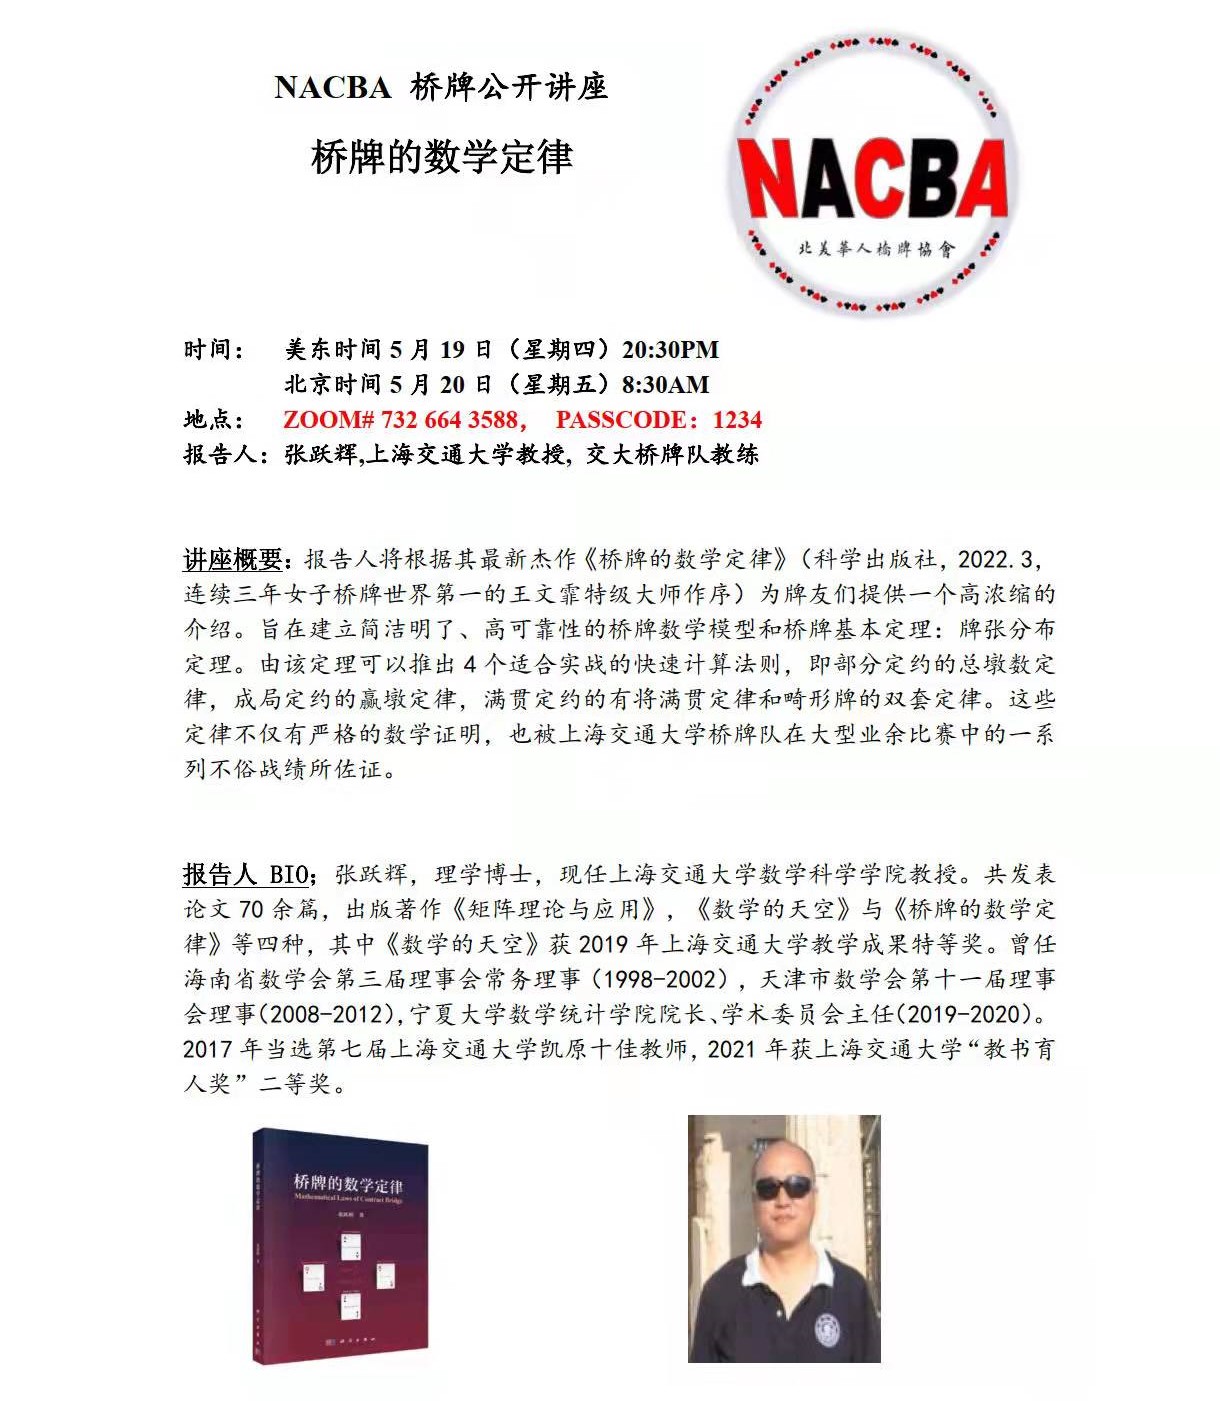 NACBA 桥牌公开讲座
桥牌的数学定律
NACBA
北美華人橋牌協會
时间： 美东时间 5 月 19 日（星期四）20:30PM
北京时间 5 月 20 日（星期五）8:30AM
地点： ZOOM# 732 664 3588， PASSCODE：1234
报告人：张跃辉,上海交通大学教授, 交大桥牌队教练
讲座概要：报告人将根据其最新杰作《桥牌的数学定律》（科学出版社，2022.3，
连续三年女子桥牌世界第一的王文霏特级大师作序）为牌友们提供一个高浓缩的
介绍。旨在建立简洁明了、高可靠性的桥牌数学模型和桥牌基本定理：牌张分布
定理。由该定理可以推出 4 个适合实战的快速计算法则，即部分定约的总墩数定
律，成局定约的赢墩定律，满贯定约的有将满贯定律和畸形牌的双套定律。这些
定律不仅有严格的数学证明，也被上海交通大学桥牌队在大型业余比赛中的一系
列不俗战绩所佐证。
报告人 BIO；张跃辉，理学博士，现任上海交通大学数学科学学院教授。共发表
论文 70 余篇，出版著作《矩阵理论与应用》，《数学的天空》与《桥牌的数学定
律》等四种，其中《数学的天空》获 2019 年上海交通大学教学成果特等奖。曾任
海南省数学会第三届理事会常务理事（1998-2002），天津市数学会第十一届理事
会理事(2008-2012),宁夏大学数学统计学院院长、学术委员会主任(2019-2020)。
2017 年当选第七届上海交通大学凯原十佳教师，2021 年获上海交通大学“教书育
人奖”二等奖。
桥牌的数学定律
Mathematical Laws of Contract Bridge
桥牌的数学定律